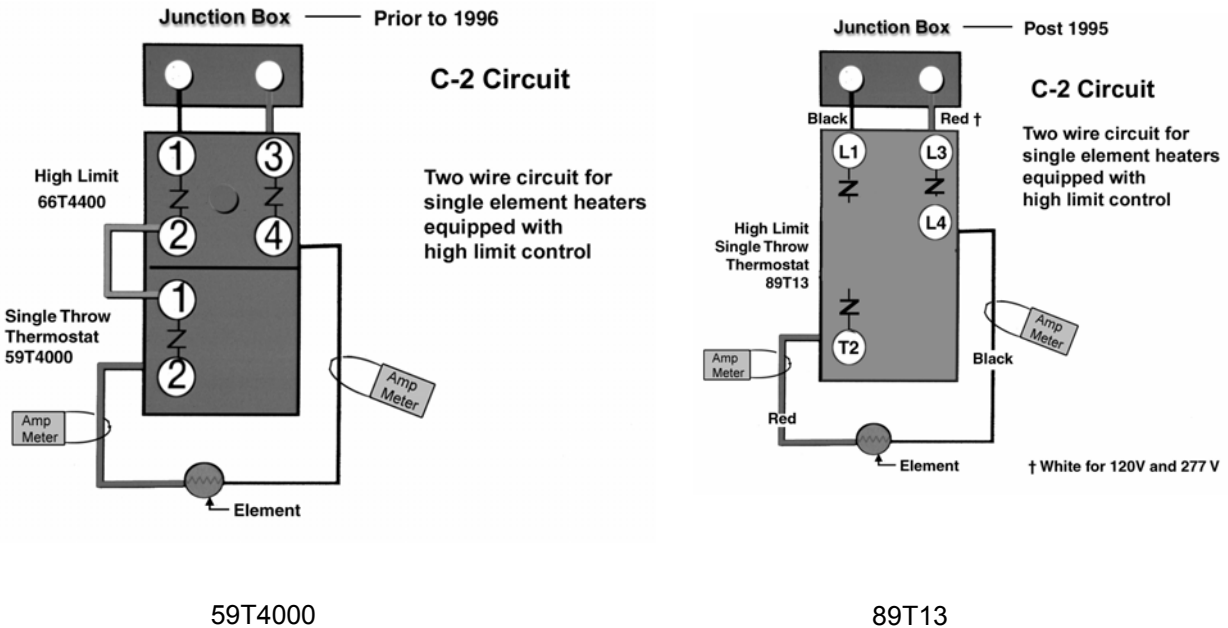 Junction Box
Prior to 1996
C-2 Circuit
1
3
High Limit
66T4400
2
4
Two wire circuit for
single element heaters
equipped with
high limit control
1
Single Throw
Thermostat
59T4000
2
Amp
Meter
Amp
Meter
Element
59T4000
Junction Box
Post 1995
C-2 Circuit
Black
Red †
L1
L3
Two wire circuit for
single element heaters
equipped with
high limit control
L4
High Limit
Single Throw
Thermostat
89T13
T2
Amp
Meter
Amp
Meter
Black
Red
Element
† White for 120V and 277 V
89T13